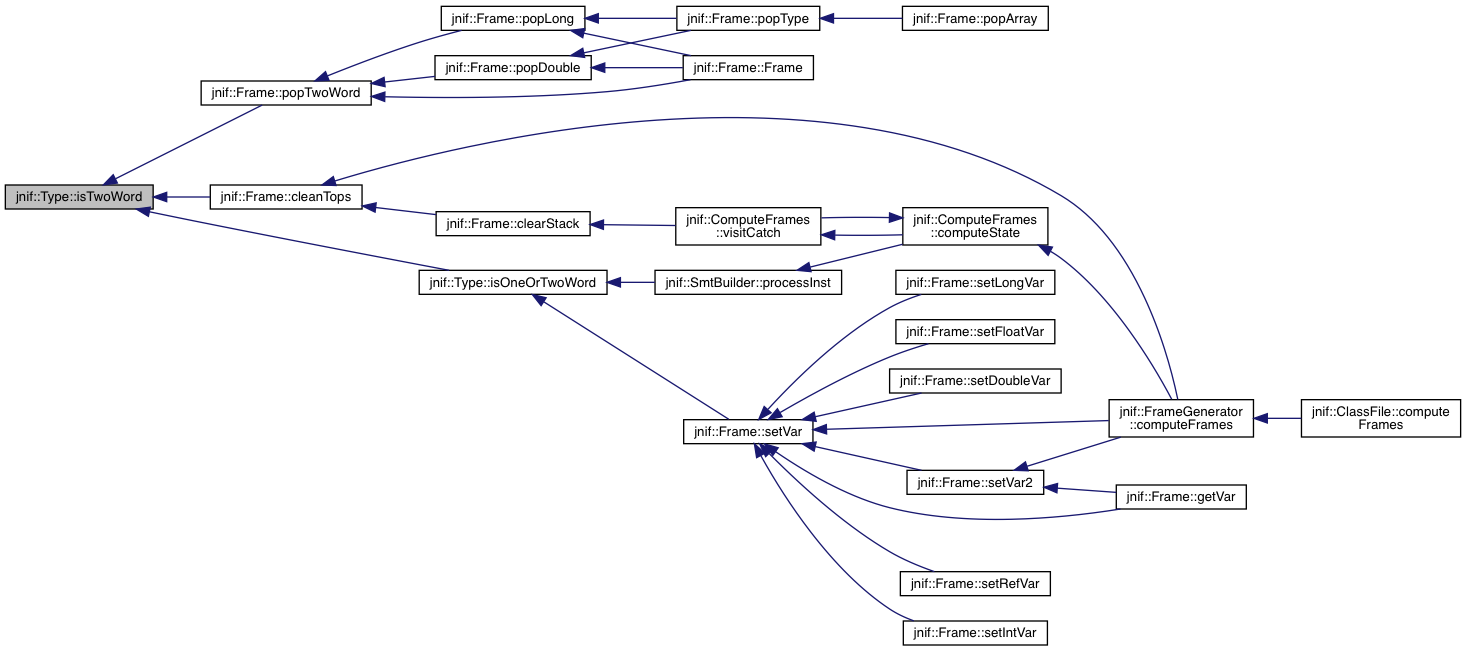 jnif::Frame::popLong
jnif::Frame::popType
jnif::Frame::popArray
jnif::Frame::popDouble
jnif::Frame::Frame
jnif::Frame::popTwoWord
jnif::Type::isTwoWord
jnif::Frame::cleanTops
jnif::Frame::clearStack
jnif::ComputeFrames
::visitCatch
jnif::ComputeFrames
::computeState
jnif::Type::isOneOrTwoWord
jnif::SmtBuilder::processInst
jnif::Frame::setLongVar
jnif::Frame::setFloatVar
jnif::Frame::setDoubleVar
jnif::Frame::setVar
jnif::FrameGenerator
::computeFrames
jnif::ClassFile::compute
Frames
jnif::Frame::setVar2
jnif::Frame::getVar
jnif::Frame::setRefVar
jnif::Frame::setIntVar